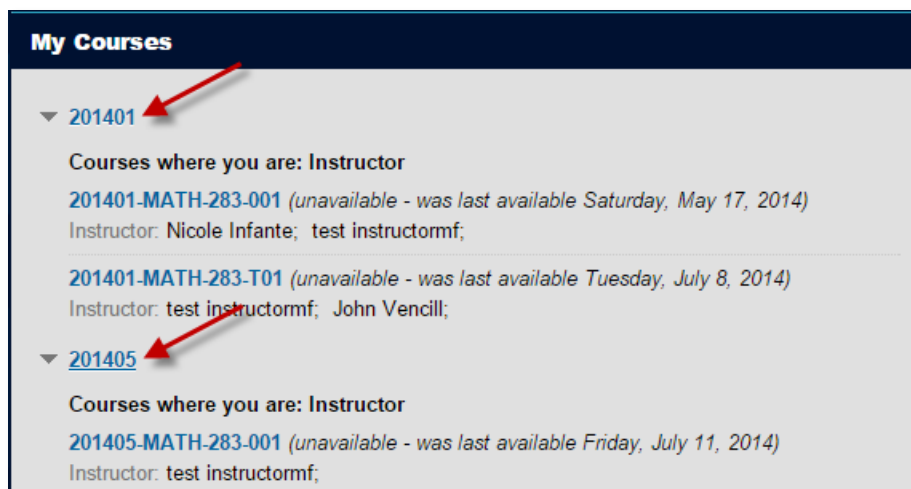 My Courses
201401
Courses where you are: Instructor
201401-MATH-283-001 (unavailable - was last available Saturday, May 17, 2014)
Instructor: Nicole Infante; test instructormf;
201401-MATH-283-T01 (unavailable - was last available Tuesday, July 8, 2014)
Instructor: test instructormf; John Vencill;
201405
Courses where you are: Instructor
201405-MATH-283-001 (unavailable - was last available Friday, July 11, 2014)
Instructor: test instructormf;